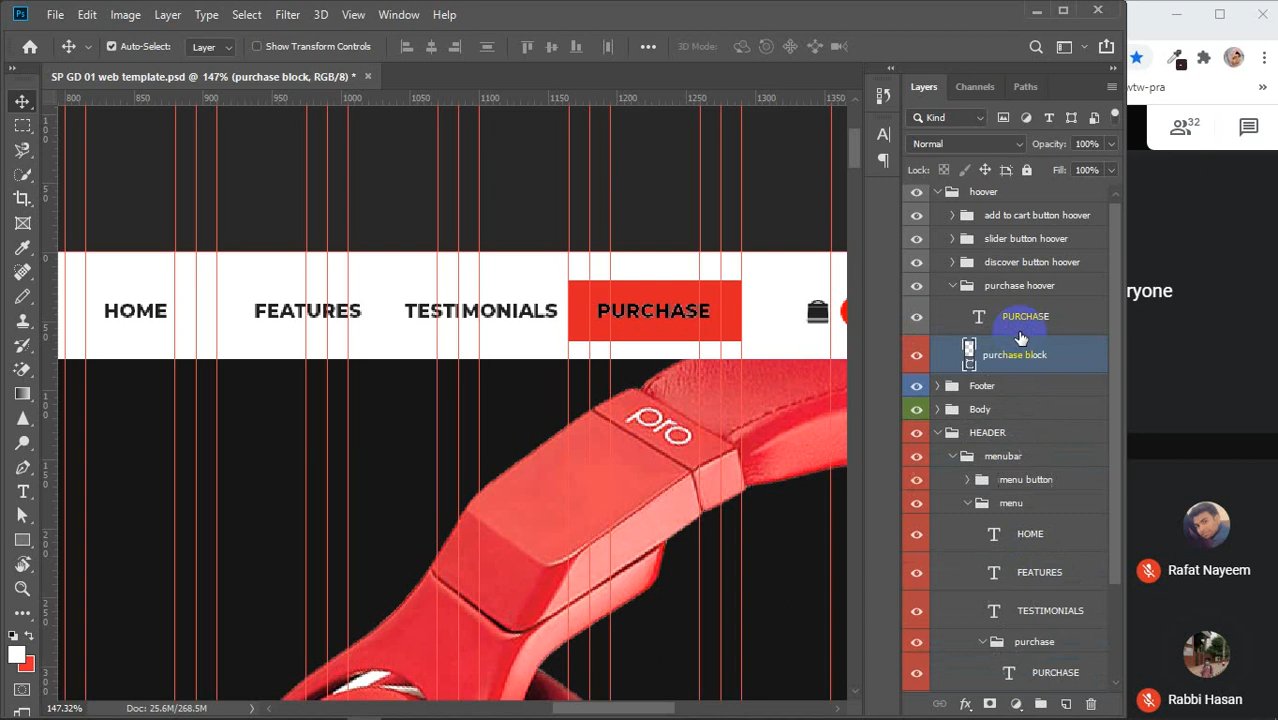 File Edit Image Layer Type Select Filter 3D View Window Help
Auto-Select: Layer Show Transform Controls 3D Mode:
SP GD 01 web template.psd @ 147% (purchase block, RGB/8) *
800 850 900 950 1000 1050 1100 1150 1200 1250 1300 1350
HOME FEATURES TESTIMONIALS PURCHASE
pro
147.32% Doc: 25.6M/268.5M
Layers Channels Paths
Kind
Normal Opacity: 100%
Lock: Fill: 100%
hoover
add to cart button hoover
slider button hoover
discover button hoover
purchase hoover
PURCHASE
purchase block
Footer
Body
HEADER
menubar
menu button
menu
HOME
FEATURES
TESTIMONIALS
purchase
PURCHASE
wtw-pra
32
ryone
Rafat Nayeem
Rabbi Hasan